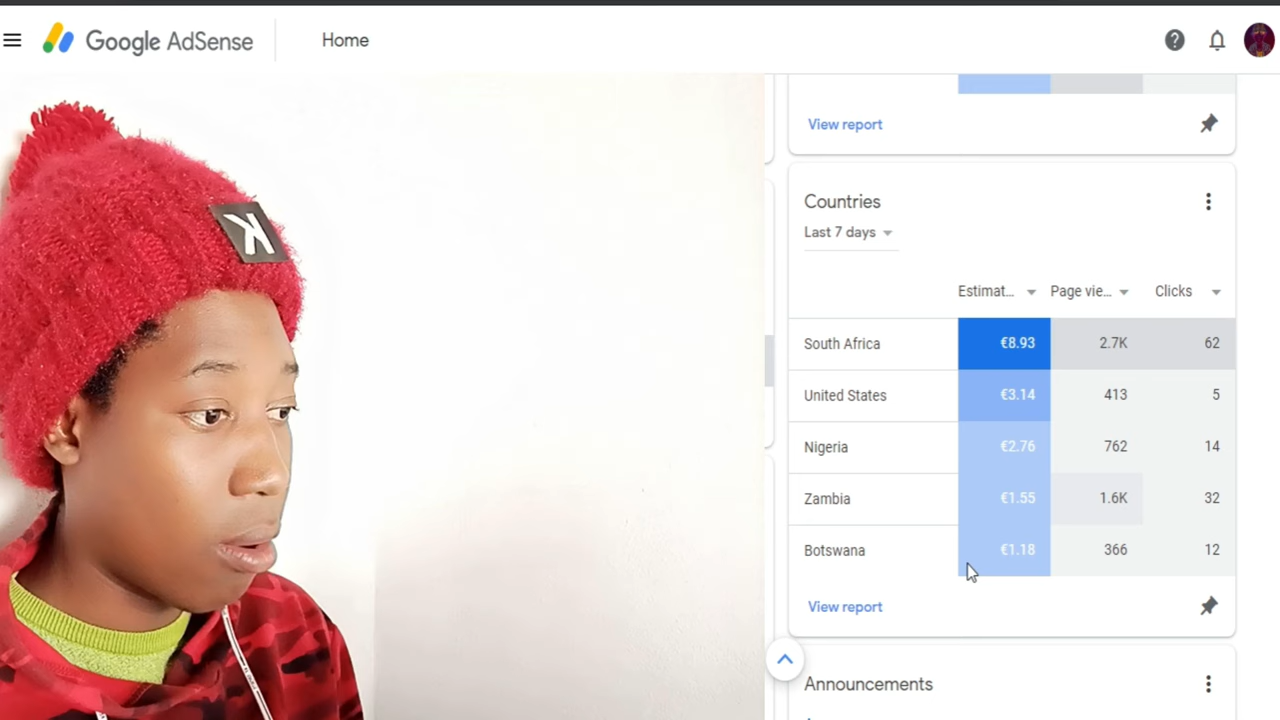 Google AdSense
Home
View report
Countries
Last 7 days
Estimat... Page vie... Clicks
South Africa €8.93 2.7K 62
United States €3.14 413 5
Nigeria €2.76 762 14
Zambia €1.55 1.6K 32
Botswana €1.18 366 12
View report
Announcements
K